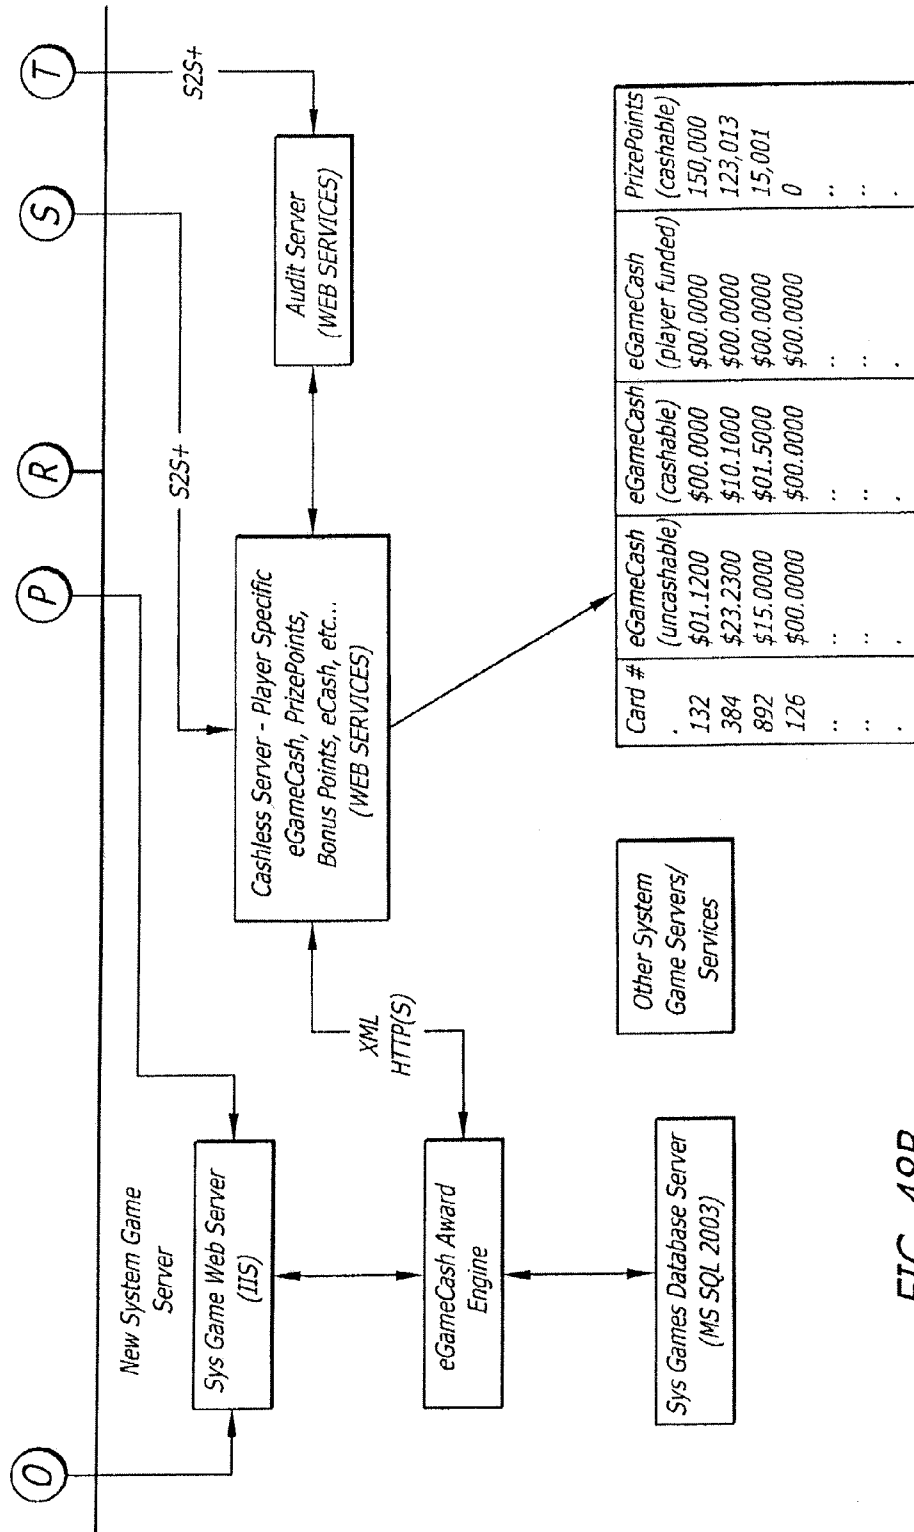 O
P
R
S
T
New System Game
Server
S2S+
S2S+
Sys Game Web Server
(IIS)
Cashless Server - Player Specific
eGameCash, PrizePoints,
Bonus Points, eCash, etc...
(WEB SERVICES)
Audit Server
(WEB SERVICES)
XML
HTTP(S)
eGameCash Award
Engine
Sys Games Database Server
(MS SQL 2003)
Other System
Game Servers/
Services
Card # eGameCash eGameCash eGameCash PrizePoints
. (uncashable) (cashable) (player funded) (cashable)
132 $01.1200 $00.0000 $00.0000 150,000
384 $23.2300 $10.1000 $00.0000 123,013
892 $15.0000 $01.5000 $00.0000 15,001
126 $00.0000 $00.0000 $00.0000 0
.. .. .. .. ..
.. .. .. .. ..
. . . . .
FIG. 48B